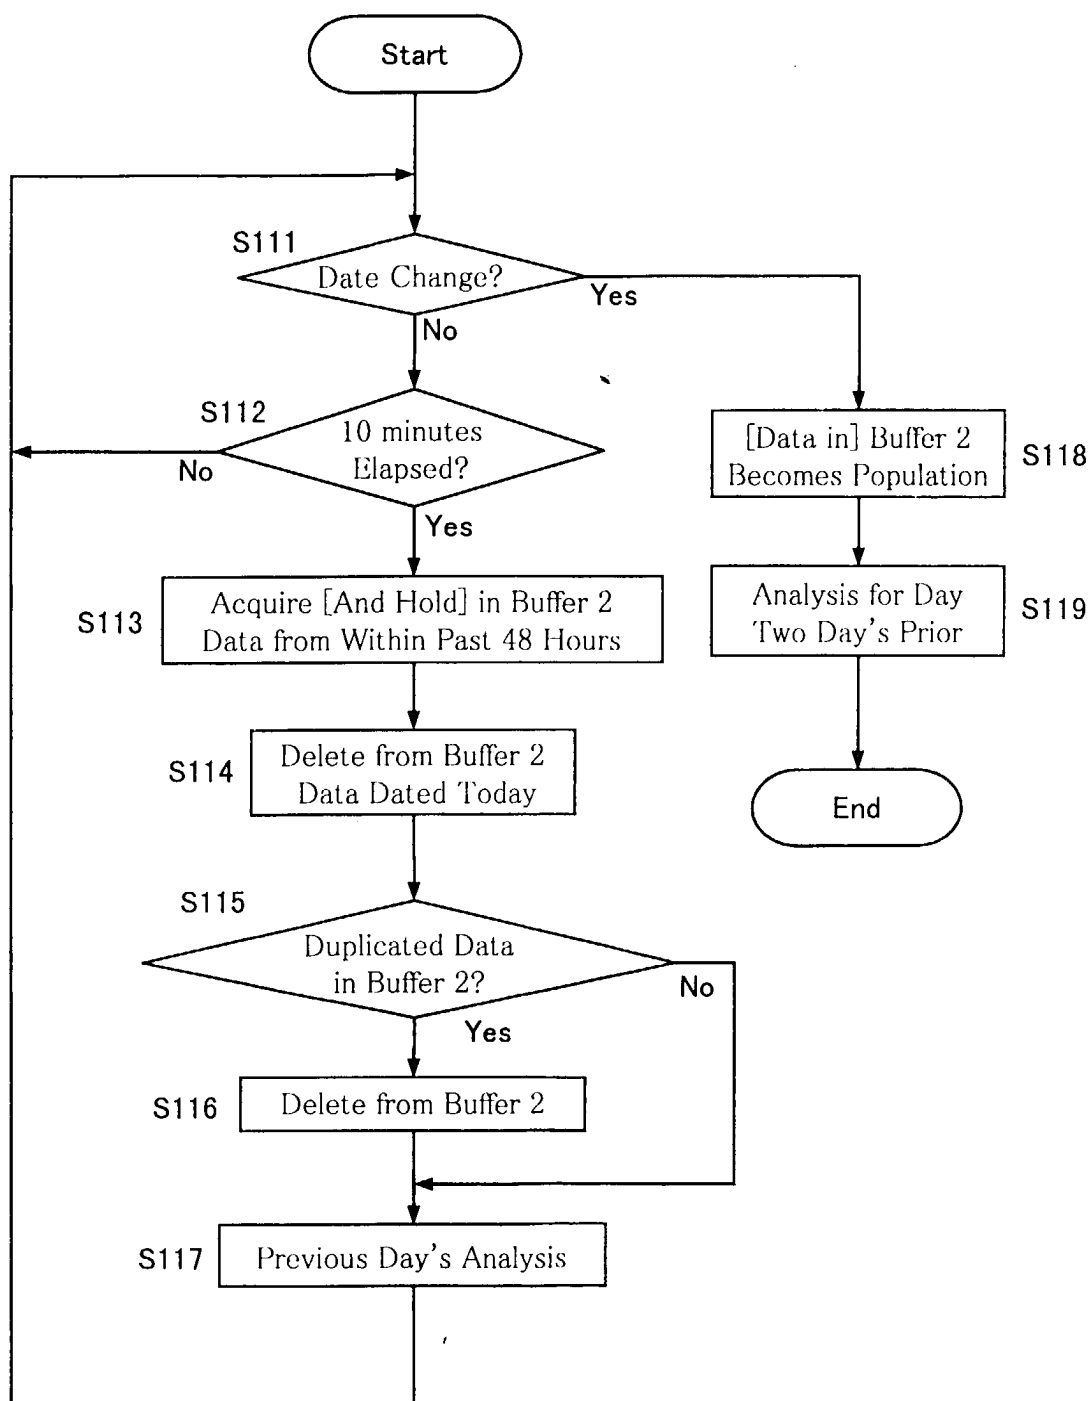 Start
S111
Date Change?
Yes
No
S112
10 minutes
Elapsed?
No
Yes
[Data in] Buffer 2
Becomes Population
S118
S113
Acquire [And Hold] in Buffer 2
Data from Within Past 48 Hours
Analysis for Day
Two Day's Prior
S119
S114
Delete from Buffer 2
Data Dated Today
End
S115
Duplicated Data
in Buffer 2?
No
Yes
S116
Delete from Buffer 2
S117
Previous Day's Analysis